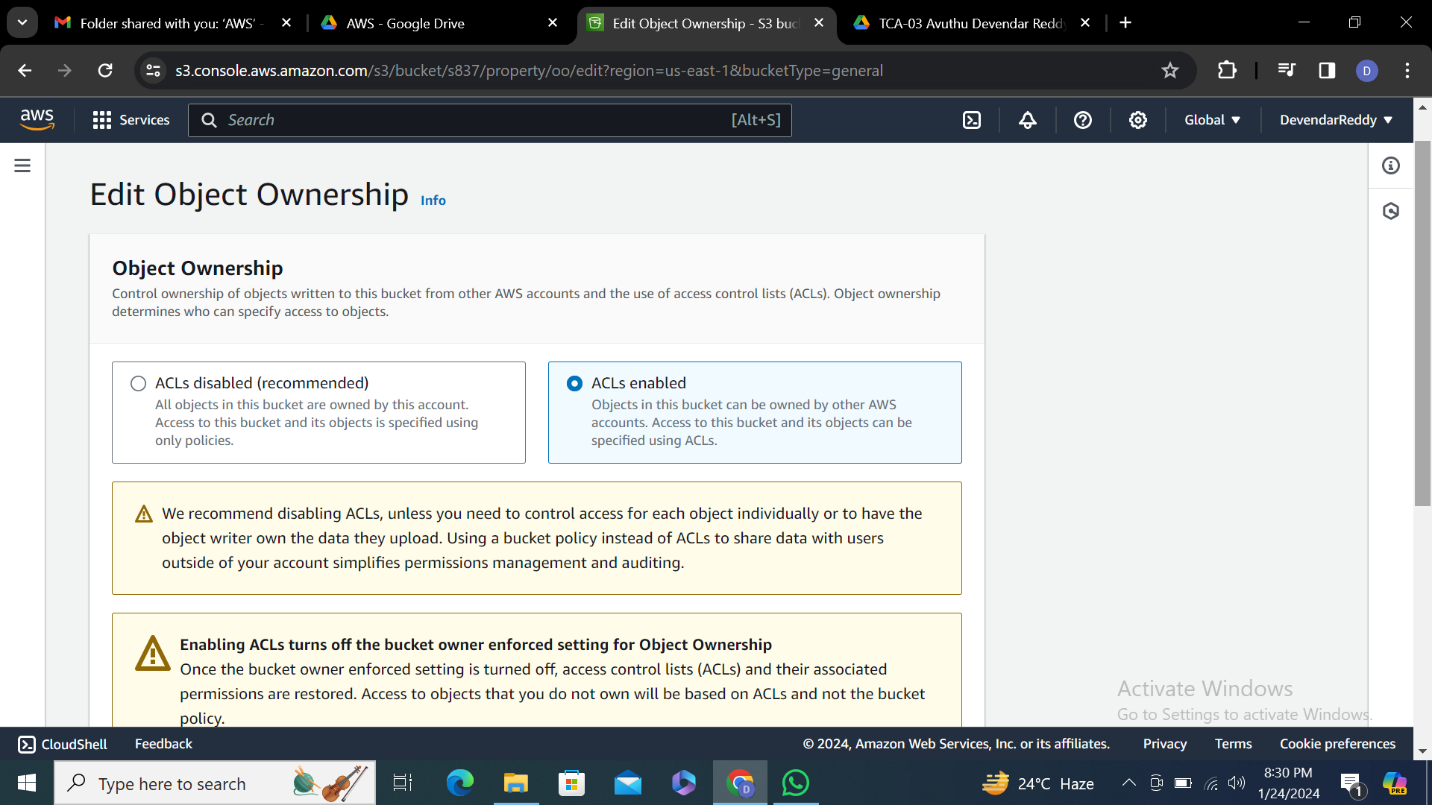 Folder shared with you: ‘AWS’ -
AWS - Google Drive
Edit Object Ownership - S3 buc
TCA-03 Avuthu Devendar Reddy
s3.console.aws.amazon.com/s3/bucket/s837/property/oo/edit?region=us-east-1&bucketType=general
D
aws
Services
Search
[Alt+S]
Global
DevendarReddy
Edit Object Ownership
Info
Object Ownership
Control ownership of objects written to this bucket from other AWS accounts and the use of access control lists (ACLs). Object ownership
determines who can specify access to objects.
ACLs disabled (recommended)
All objects in this bucket are owned by this account.
Access to this bucket and its objects is specified using
only policies.
ACLs enabled
Objects in this bucket can be owned by other AWS
accounts. Access to this bucket and its objects can be
specified using ACLs.
We recommend disabling ACLs, unless you need to control access for each object individually or to have the
object writer own the data they upload. Using a bucket policy instead of ACLs to share data with users
outside of your account simplifies permissions management and auditing.
Enabling ACLs turns off the bucket owner enforced setting for Object Ownership
Once the bucket owner enforced setting is turned off, access control lists (ACLs) and their associated
permissions are restored. Access to objects that you do not own will be based on ACLs and not the bucket
policy.
Activate Windows
Go to Settings to activate Windows.
CloudShell
Feedback
© 2024, Amazon Web Services, Inc. or its affiliates.
Privacy
Terms
Cookie preferences
Type here to search
D
24°C Haze
8:30 PM
1/24/2024
1
PRE